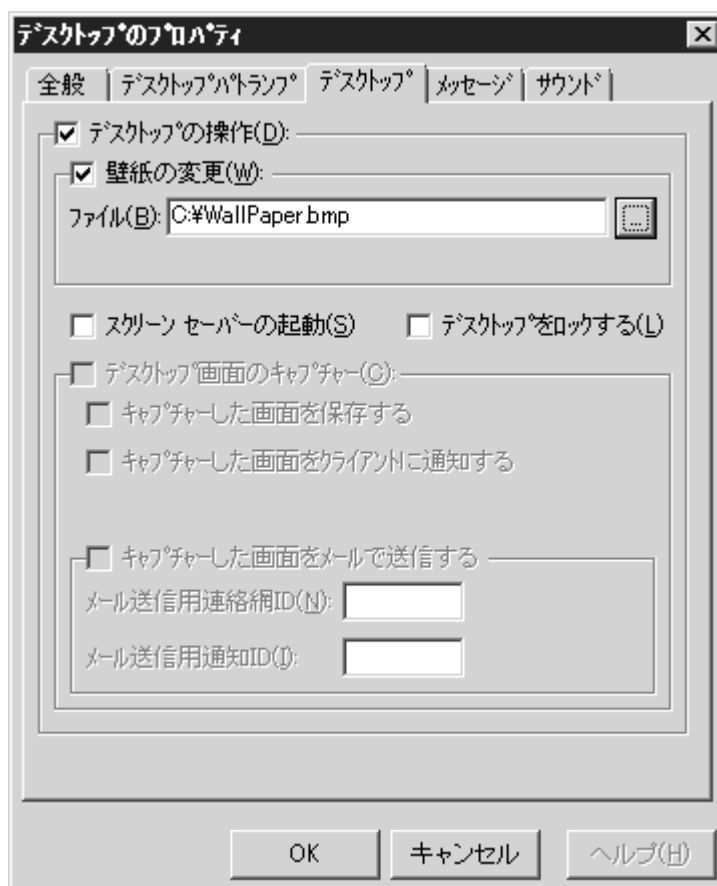 ﾃﾞｽｸﾄｯﾌﾟのﾌﾟﾛﾊﾟﾃｨ
全般 ﾃﾞｽｸﾄｯﾌﾟﾊﾟﾄﾗﾝﾌﾟ ﾃﾞｽｸﾄｯﾌﾟ ﾒｯｾｰｼﾞ ｻｳﾝﾄﾞ
ﾃﾞｽｸﾄｯﾌﾟの操作(D):
壁紙の変更(W):
ﾌｧｲﾙ(B): C:¥WallPaper.bmp ...
ｽｸﾘｰﾝ ｾｰﾊﾞｰの起動(S) ﾃﾞｽｸﾄｯﾌﾟをﾛｯｸする(L)
ﾃﾞｽｸﾄｯﾌﾟ画面のｷｬﾌﾟﾁｬｰ(C):
ｷｬﾌﾟﾁｬｰした画面を保存する
ｷｬﾌﾟﾁｬｰした画面をｸﾗｲｱﾝﾄに通知する
ｷｬﾌﾟﾁｬｰした画面をﾒｰﾙで送信する
ﾒｰﾙ送信用連絡網ID(N):
ﾒｰﾙ送信用通知ID(I):
OK キャンセル ヘルプ(H)